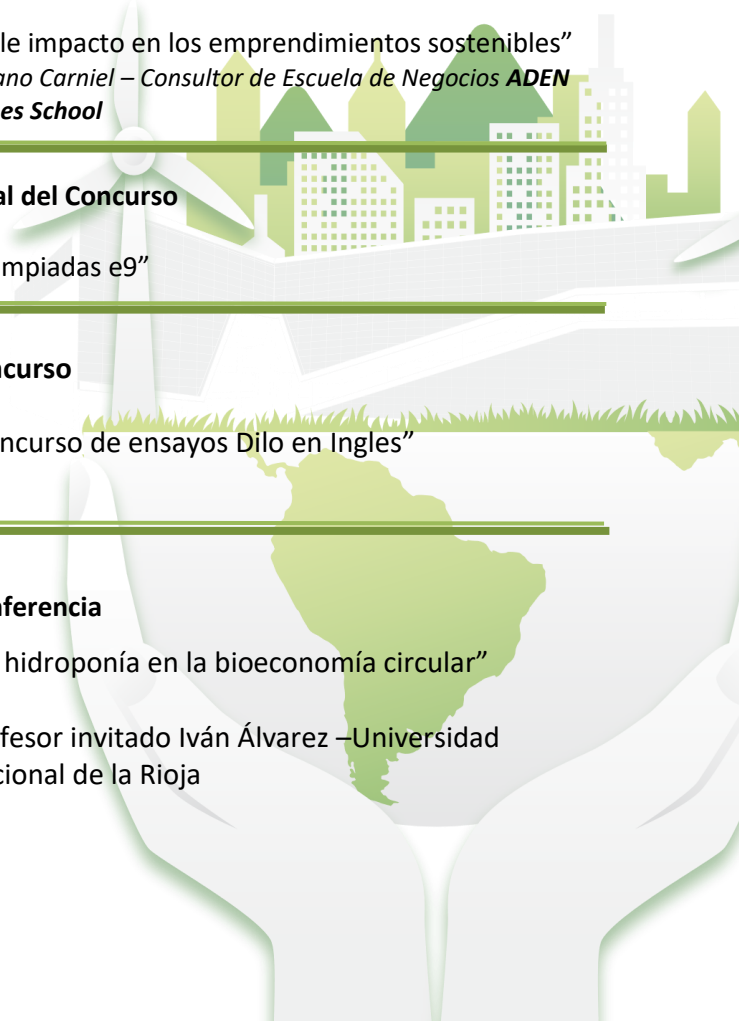 le impacto en los emprendimientos sostenibles”
ano Carniel – Consultor de Escuela de Negocios ADEN
es School
al del Concurso
mpiadas e9”
curso
ncurso de ensayos Dilo en Ingles”
ferencia
hidroponía en la bioeconomía circular”
fesor invitado Iván Álvarez –Universidad
cional de la Rioja